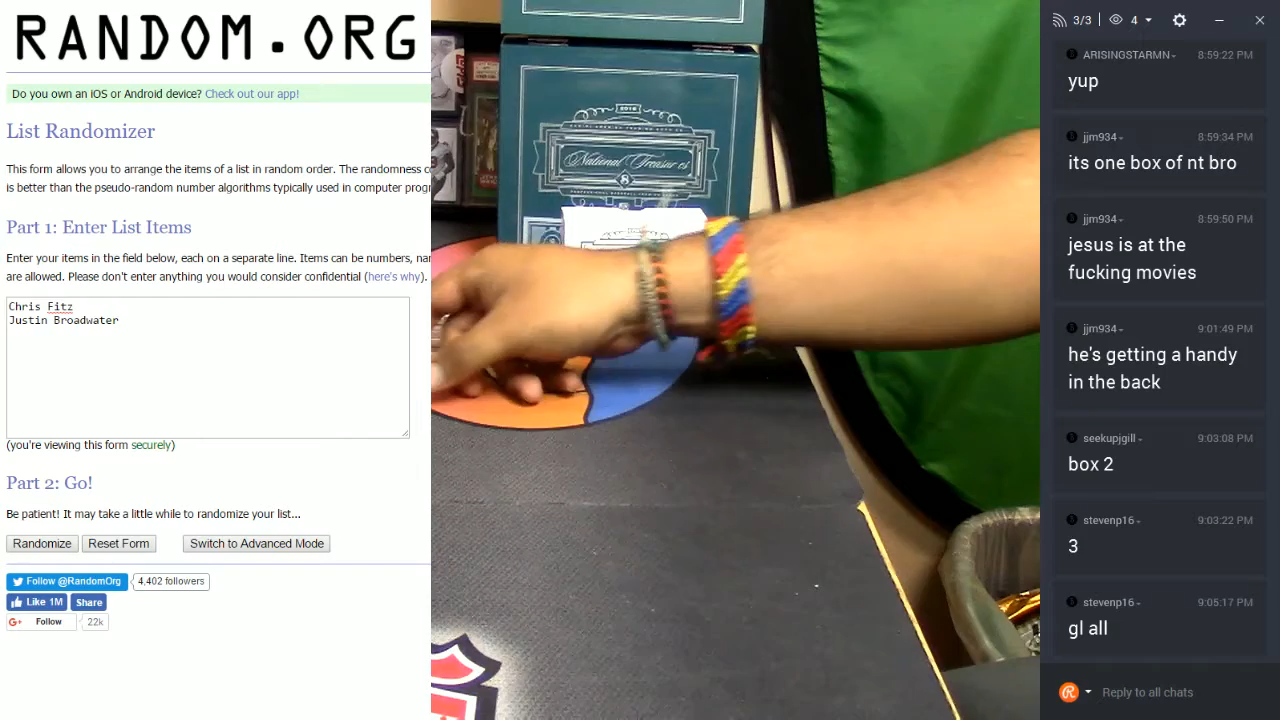 RANDOM.ORG
Do you own an iOS or Android device? Check out our app!
List Randomizer
This form allows you to arrange the items of a list in random order. The randomness c
is better than the pseudo-random number algorithms typically used in computer prog
Part 1: Enter List Items
Enter your items in the field below, each on a separate line. Items can be numbers, nar
are allowed. Please don't enter anything you would consider confidential (here's why).
Chris Fitz
Justin Broadwater
(you're viewing this form securely)
Part 2: Go!
Be patient! It may take a little while to randomize your list...
Randomize
Reset Form
Switch to Advanced Mode
Follow @RandomOrg
4,402 followers
Like 1M
Share
G+ Follow
22k
2016
National Treasures
8
3/3
4
ARISINGSTARMN
8:59:22 PM
yup
jjm934
8:59:34 PM
its one box of nt bro
jjm934
8:59:50 PM
jesus is at the
fucking movies
jjm934
9:01:49 PM
he's getting a handy
in the back
seekupjgill
9:03:08 PM
box 2
stevenp16
9:03:22 PM
3
stevenp16
9:05:17 PM
gl all
Reply to all chats